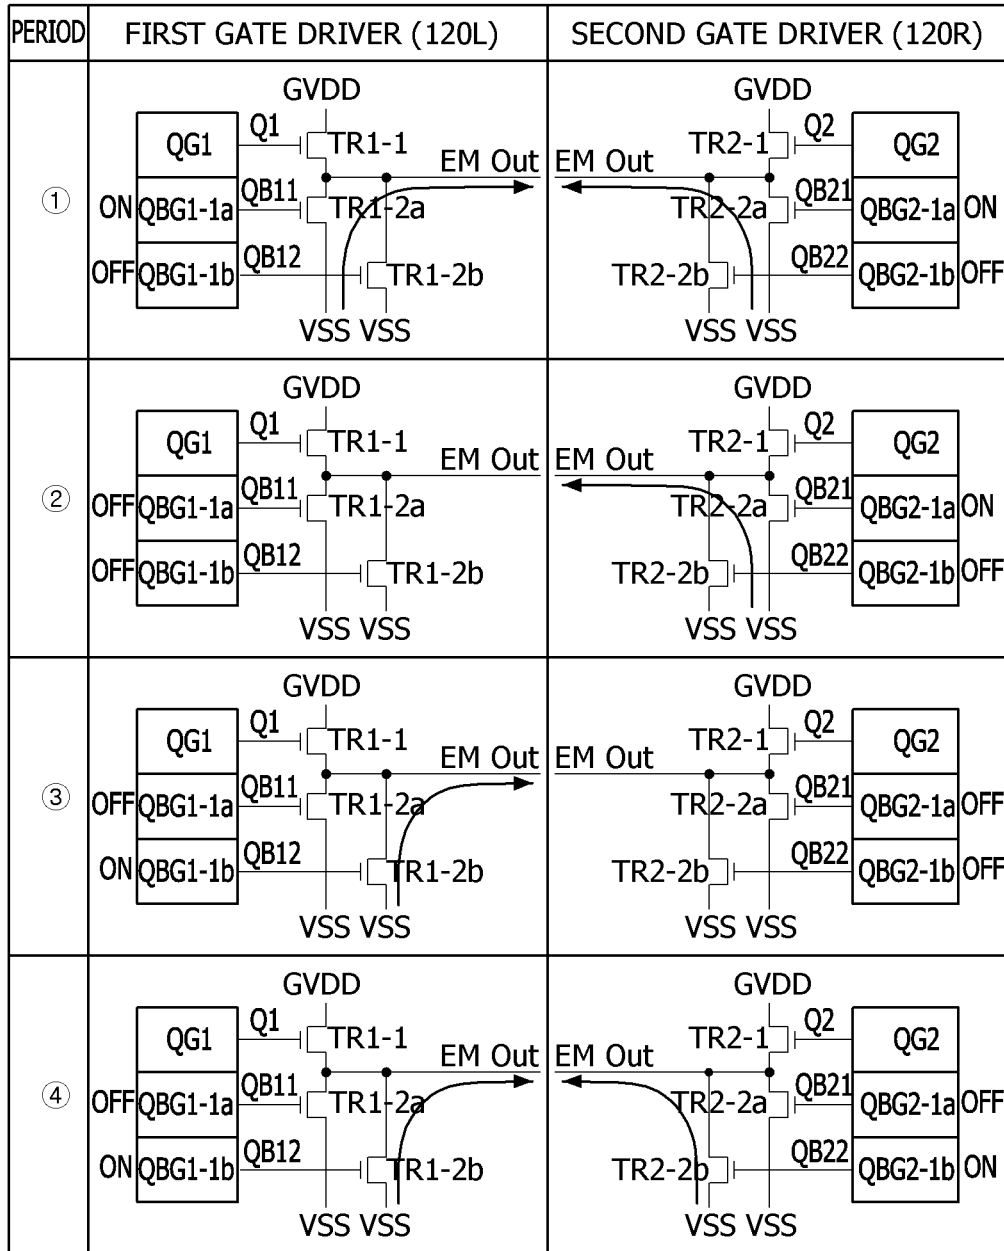 PERIOD FIRST GATE DRIVER (120L) SECOND GATE DRIVER (120R)
GVDD GVDD
QG1 Q1 TR1-1 EM Out EM Out TR2-1 Q2 QG2
① ON QBG1-1a QB11 TR1-2a TR2-2a QB21 QBG2-1a ON
OFF QBG1-1b QB12 TR1-2b TR2-2b QB22 QBG2-1b OFF
VSS VSS VSS VSS
GVDD GVDD
QG1 Q1 TR1-1 EM Out EM Out TR2-1 Q2 QG2
② OFF QBG1-1a QB11 TR1-2a TR2-2a QB21 QBG2-1a ON
OFF QBG1-1b QB12 TR1-2b TR2-2b QB22 QBG2-1b OFF
VSS VSS VSS VSS
GVDD GVDD
QG1 Q1 TR1-1 EM Out EM Out TR2-1 Q2 QG2
③ OFF QBG1-1a QB11 TR1-2a TR2-2a QB21 QBG2-1a OFF
ON QBG1-1b QB12 TR1-2b TR2-2b QB22 QBG2-1b OFF
VSS VSS VSS VSS
GVDD GVDD
QG1 Q1 TR1-1 EM Out EM Out TR2-1 Q2 QG2
④ OFF QBG1-1a QB11 TR1-2a TR2-2a QB21 QBG2-1a OFF
ON QBG1-1b QB12 TR1-2b TR2-2b QB22 QBG2-1b ON
VSS VSS VSS VSS